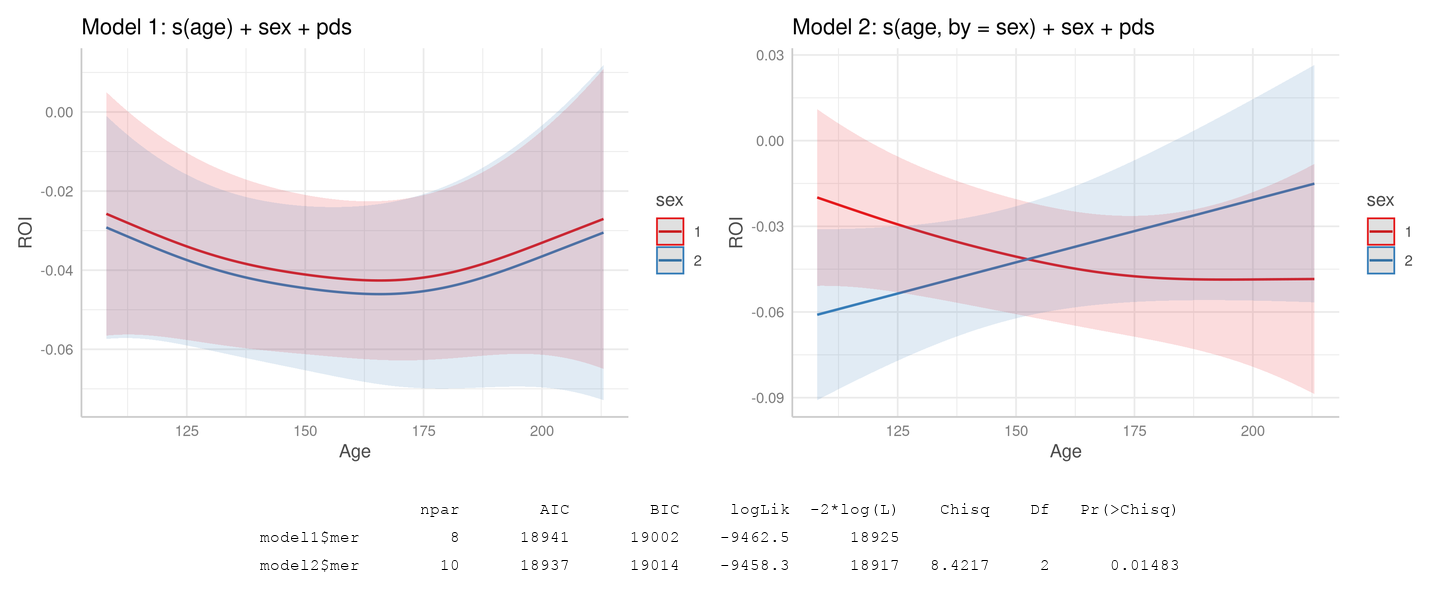 Model 1: s(age) + sex + pds
0.00
-0.02
-0.04
-0.06
ROI
125 150 175 200
Age
sex
1
2
Model 2: s(age, by = sex) + sex + pds
0.03
0.00
-0.03
-0.06
-0.09
ROI
125 150 175 200
Age
sex
1
2
npar AIC BIC logLik -2*log(L) Chisq Df Pr(>Chisq)
model1$mer 8 18941 19002 -9462.5 18925
model2$mer 10 18937 19014 -9458.3 18917 8.4217 2 0.01483